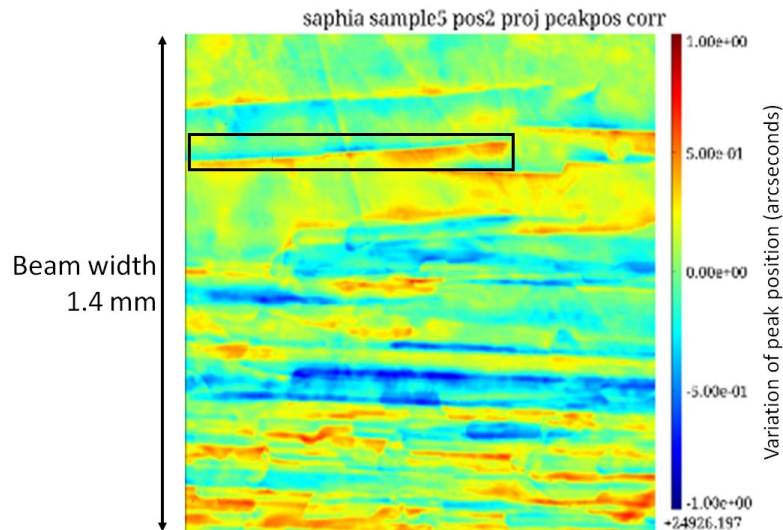 saphia sample5 pos2 proj peakpos corr
1.00e+00
5.00e-01
0.00e+00
-5.00e-01
-1.00e+00
+24926.197
Variation of peak position (arcseconds)
Beam width
1.4 mm